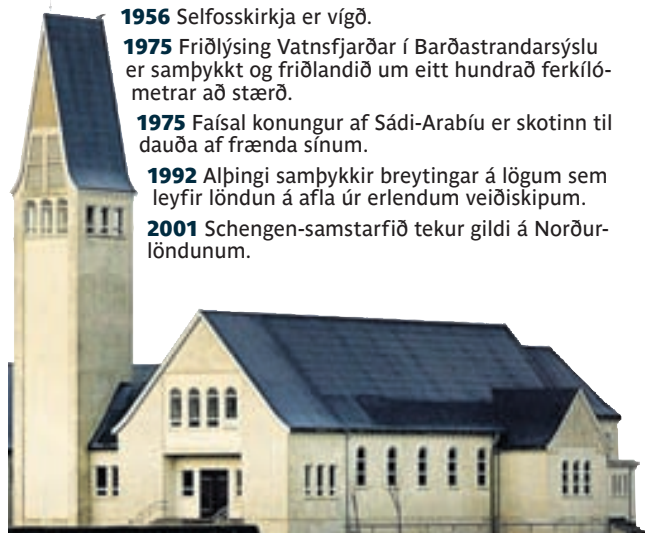 1956 Selfosskirkja er vígð.
1975 Friðlýsing Vatnsfjarðar í Barðastrandarsýslu
er samþykkt og friðlandið um eitt hundrað ferkíló-
metrar að stærð.
1975 Faísal konungur af Sádi-Arabíu er skotinn til
dauða af frænda sínum.
1992 Alþingi samþykkir breytingar á lögum sem
leyfir löndun á afla úr erlendum veiðiskipum.
2001 Schengen-samstarfið tekur gildi á Norður-
löndunum.